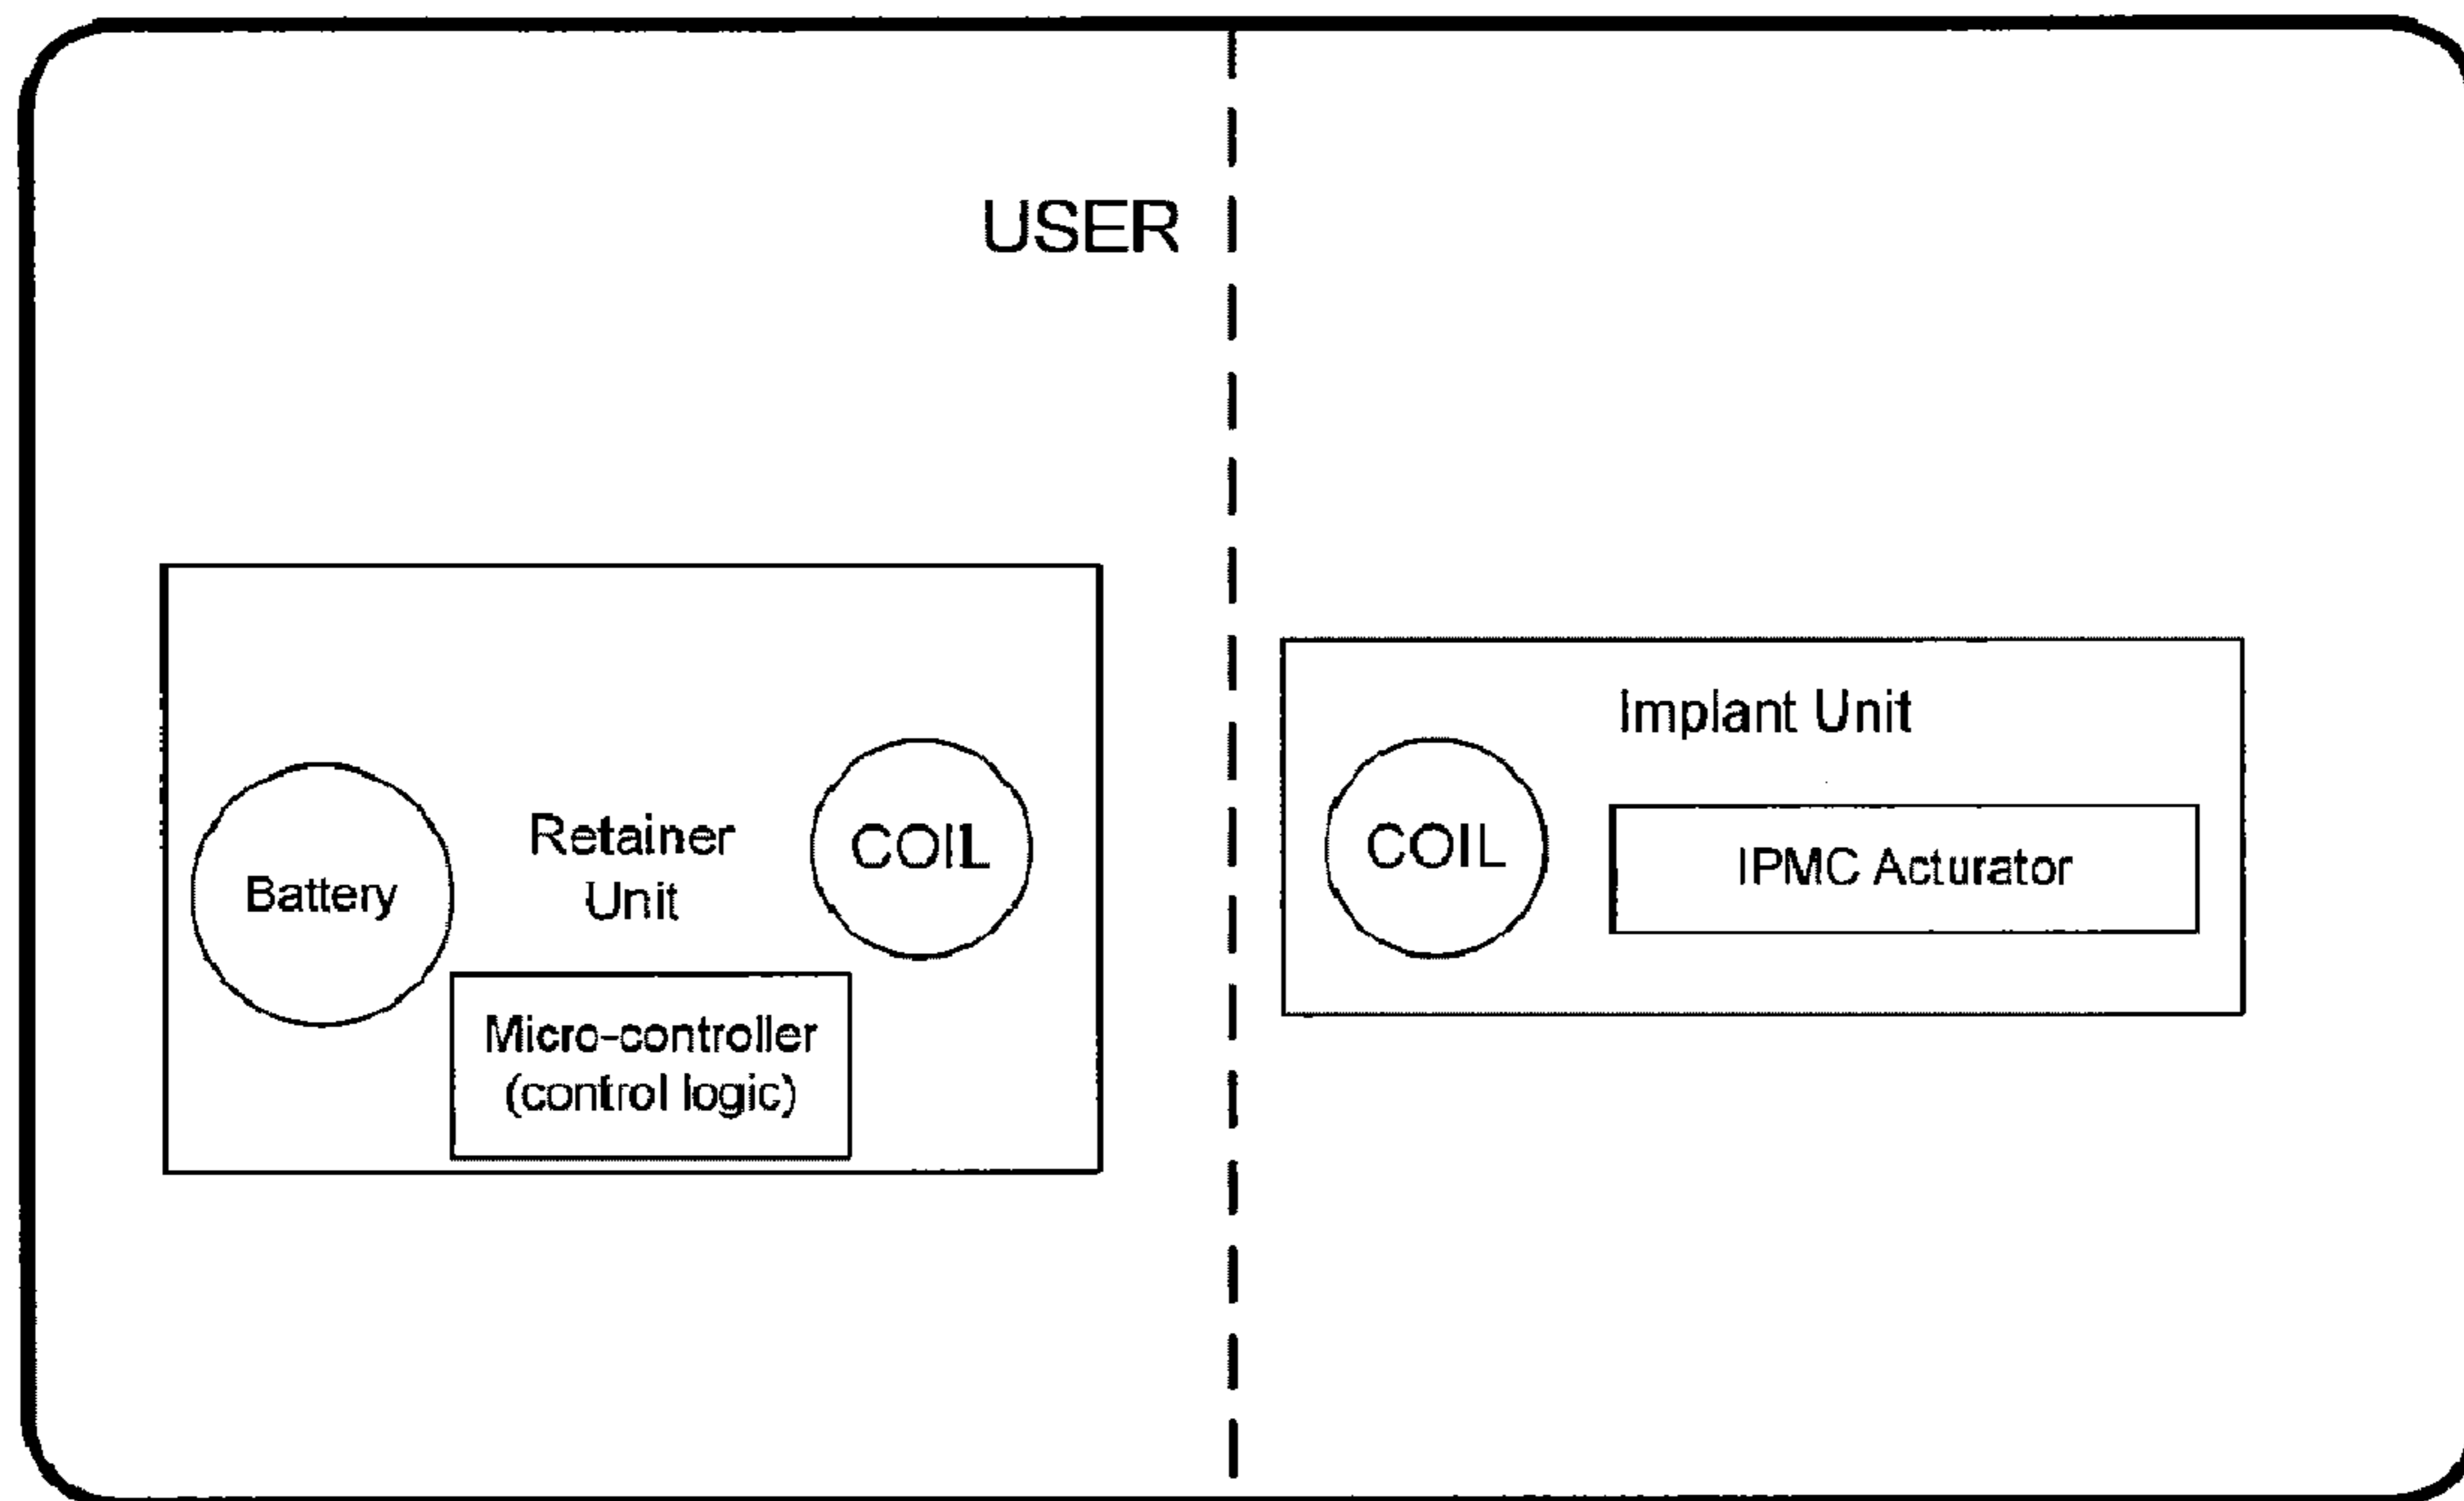 USER
Battery
Retainer
Unit
COIL
Micro-controller
(control logic)
Implant Unit
COIL
IPMC Acturator